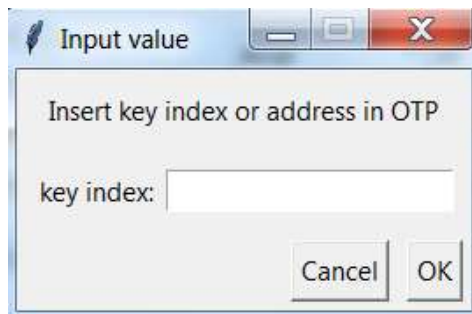 Input value
Insert key index or address in OTP
key index:
Cancel OK